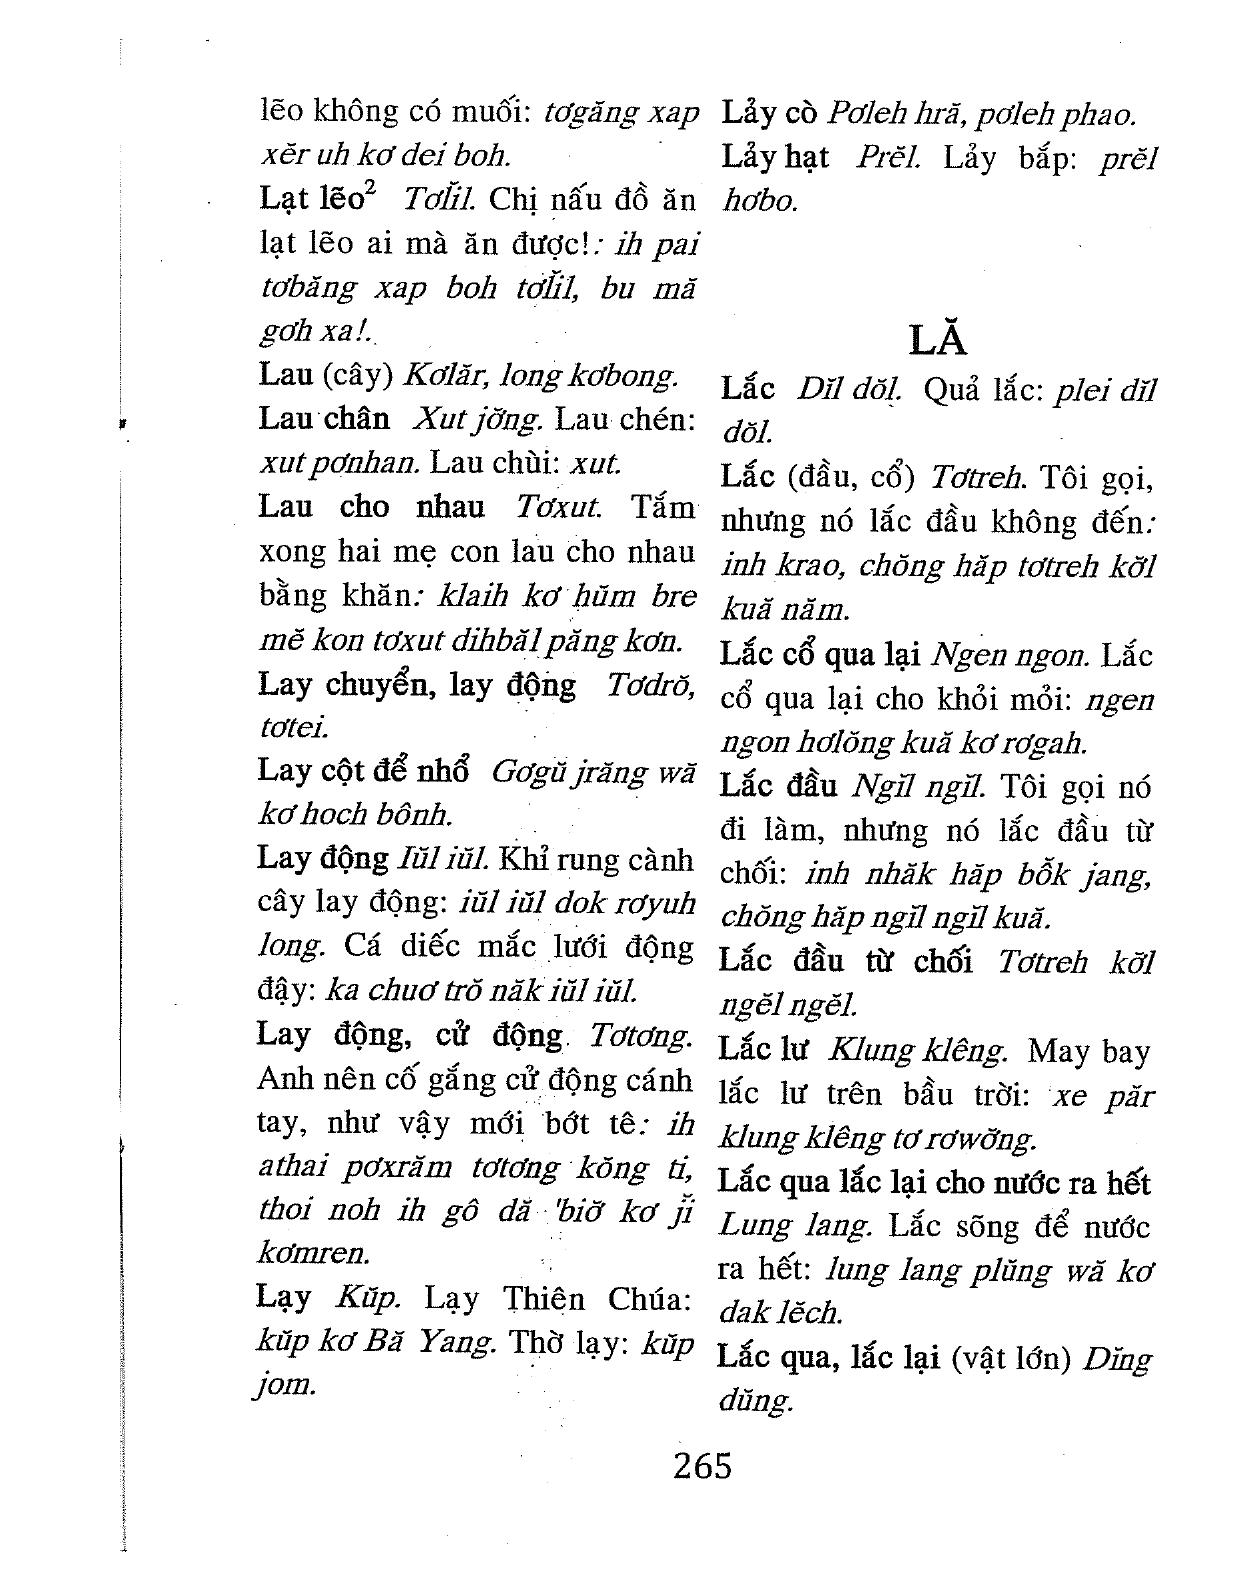 lẽo không có muối: tơgăng xap
xĕr uh kơ dei boh.
Lạt lẽo² Tơlĭl. Chị nấu đồ ăn
lạt lẽo ai mà ăn được!: ih pai
tơbăng xap boh tơlĭl, bu mă
gơh xa!.
Lau (cây) Kơlăr, long kơbong.
Lau chân Xut jơ̆ng. Lau chén:
xut pơnhan. Lau chùi: xut.
Lau cho nhau Tơxut. Tắm
xong hai mẹ con lau cho nhau
bằng khăn: klaih kơ hŭm bre
mĕ kon tơxut dihbăl păng kơn.
Lay chuyển, lay động Tơdrŏ,
tơtei.
Lay cột để nhổ Gơgŭ jrăng wă
kơ hoch bônh.
Lay động Iŭl iŭl. Khỉ rung cành
cây lay động: iŭl iŭl dok rơyuh
long. Cá diếc mắc lưới động
đậy: ka chuơ trŏ năk iŭl iŭl.
Lay động, cử động Tơtơng.
Anh nên cố gắng cử động cánh
tay, như vậy mới bớt tê: ih
athai pơxrăm tơtơng kŏng ti,
thoi noh ih gô dă 'biơ̆ kơ jĭ
kơmren.
Lạy Kŭp. Lạy Thiên Chúa:
kŭp kơ Bă Yang. Thờ lạy: kŭp
jom.
Lảy cò Pơleh hră, pơleh phao.
Lảy hạt Prĕl. Lảy bắp: prĕl
hơbo.
LĂ
Lắc Dĭl dŏl. Quả lắc: plei dĭl
dŏl.
Lắc (đầu, cổ) Tơtreh. Tôi gọi,
nhưng nó lắc đầu không đến:
inh krao, chŏng hăp tơtreh kơ̆l
kuă năm.
Lắc cổ qua lại Ngen ngon. Lắc
cổ qua lại cho khỏi mỏi: ngen
ngon hơlŏng kuă kơ rơgah.
Lắc đầu Ngĭl ngĭl. Tôi gọi nó
đi làm, nhưng nó lắc đầu từ
chối: inh nhăk hăp bô̆k jang,
chŏng hăp ngĭl ngĭl kuă.
Lắc đầu từ chối Tơtreh kơ̆l
ngĕl ngĕl.
Lắc lư Klung klêng. May bay
lắc lư trên bầu trời: xe păr
klung klêng tơ rơwơ̆ng.
Lắc qua lắc lại cho nước ra hết
Lung lang. Lắc sõng để nước
ra hết: lung lang plŭng wă kơ
dak lĕch.
Lắc qua, lắc lại (vật lớn) Dĭng
dŭng.
265